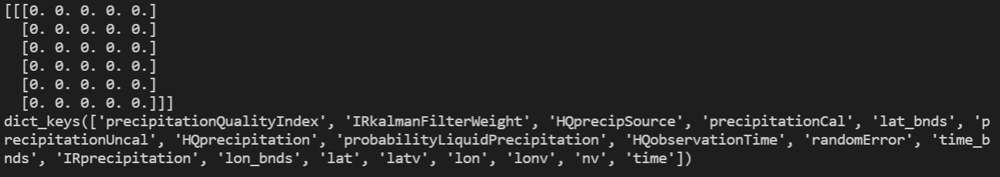 [[[0. 0. 0. 0. 0.]
  [0. 0. 0. 0. 0.]
  [0. 0. 0. 0. 0.]
  [0. 0. 0. 0. 0.]
  [0. 0. 0. 0. 0.]
  [0. 0. 0. 0. 0.]]]
dict_keys(['precipitationQualityIndex', 'IRkalmanFilterWeight', 'HQprecipSource', 'precipitationCal', 'lat_bnds', 'p
recipitationUncal', 'HQprecipitation', 'probabilityLiquidPrecipitation', 'HQobservationTime', 'randomError', 'time_b
nds', 'IRprecipitation', 'lon_bnds', 'lat', 'latv', 'lon', 'lonv', 'nv', 'time'])